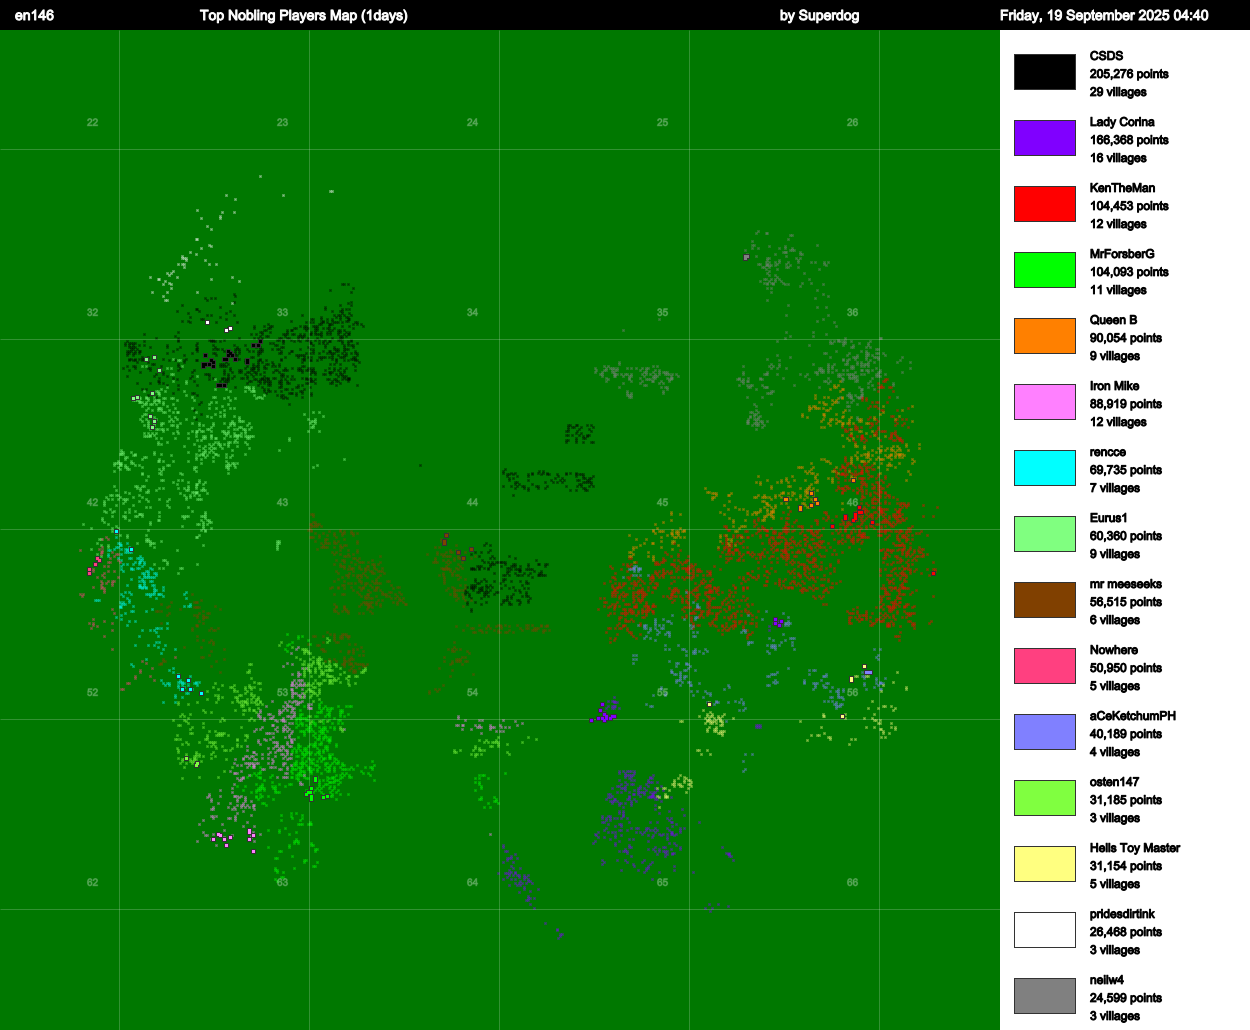 en146 Top Nobling Players Map (1days) by Superdog Friday, 19 September 2025 04:40
22 23 24 25 26
32 33 34 35 36
42 43 44 45 46
52 53 54 55 56
62 63 64 65 66
CSDS
205,276 points
29 villages
Lady Corina
166,368 points
16 villages
KenTheMan
104,453 points
12 villages
MrForsberG
104,093 points
11 villages
Queen B
90,054 points
9 villages
Iron Mike
88,919 points
12 villages
rencce
69,735 points
7 villages
Eurus1
60,360 points
9 villages
mr meeseeks
56,515 points
6 villages
Nowhere
50,950 points
5 villages
aCeKetchumPH
40,189 points
4 villages
osten147
31,185 points
3 villages
Hells Toy Master
31,154 points
5 villages
pridesdirtink
26,468 points
3 villages
neilw4
24,599 points
3 villages